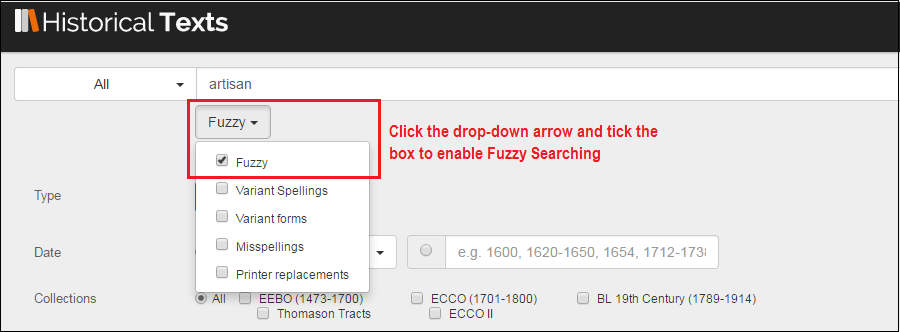 Historical Texts
All artisan
Fuzzy
Click the drop-down arrow and tick the
box to enable Fuzzy Searching
Fuzzy
Variant Spellings
Type
Variant forms
Misspellings
Date e.g. 1600, 1620-1650, 1654, 1712-1738
Printer replacements
Collections All EEBO (1473-1700) ECCO (1701-1800) BL 19th Century (1789-1914)
Thomason Tracts ECCO II